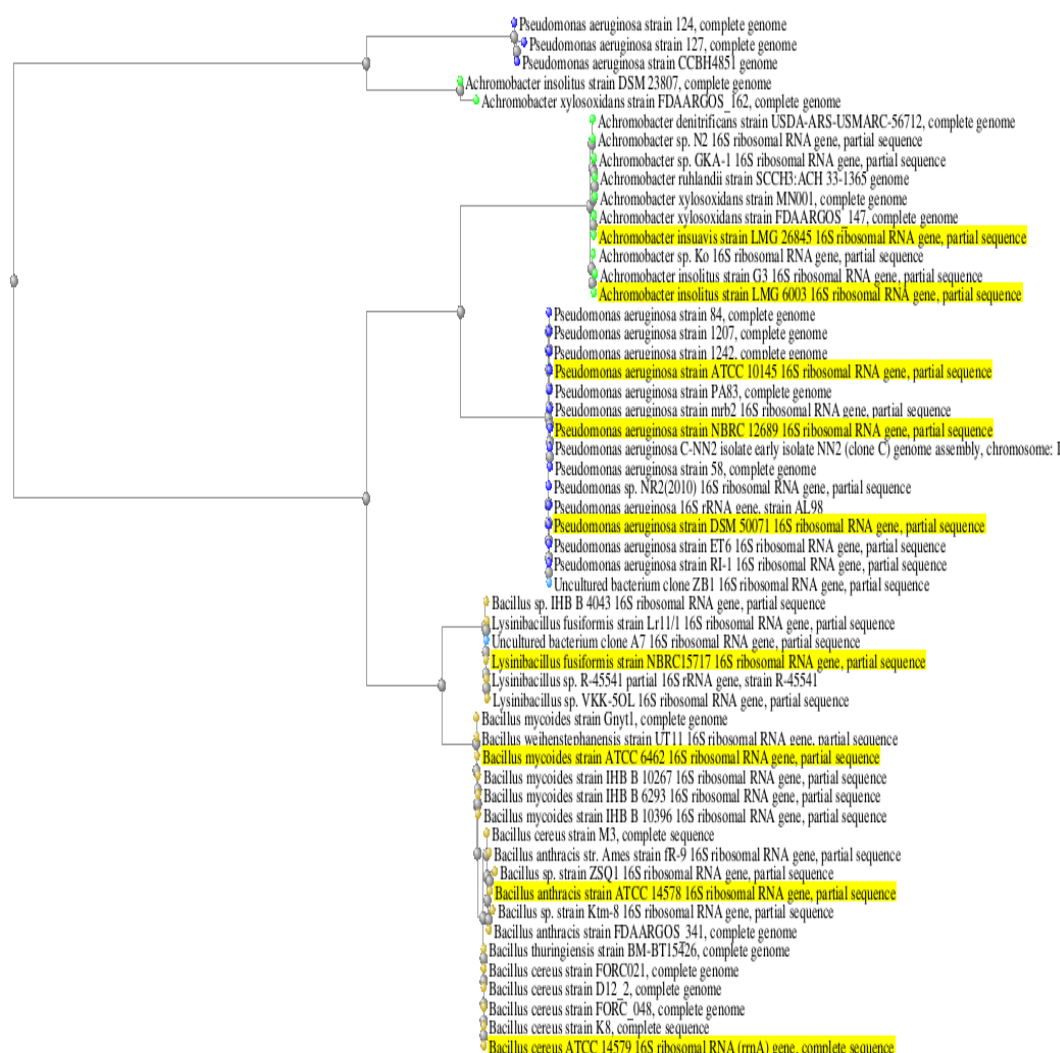 Pseudomonas aeruginosa strain 124, complete genome
Pseudomonas aeruginosa strain 127, complete genome
Pseudomonas aeruginosa strain CCBH4851 genome
Achromobacter insolitus strain DSM 23807, complete genome
Achromobacter xylosoxidans strain FDAARGOS_162, complete genome
Achromobacter denitrificans strain USDA-ARS-USMARC-56712, complete genome
Achromobacter sp. N2 16S ribosomal RNA gene, partial sequence
Achromobacter sp. GKA-1 16S ribosomal RNA gene, partial sequence
Achromobacter ruhlandii strain SCCH3:ACH 33-1365 genome
Achromobacter xylosoxidans strain MN001, complete genome
Achromobacter xylosoxidans strain FDAARGOS_147, complete genome
Achromobacter insuavis strain LMG 26845 16S ribosomal RNA gene, partial sequence
Achromobacter sp. Ko 16S ribosomal RNA gene, partial sequence
Achromobacter insolitus strain G3 16S ribosomal RNA gene, partial sequence
Achromobacter insolitus strain LMG 6003 16S ribosomal RNA gene, partial sequence
Pseudomonas aeruginosa strain 84, complete genome
Pseudomonas aeruginosa strain 1207, complete genome
Pseudomonas aeruginosa strain 1242, complete genome
Pseudomonas aeruginosa strain ATCC 10145 16S ribosomal RNA gene, partial sequence
Pseudomonas aeruginosa strain PA83, complete genome
Pseudomonas aeruginosa strain mrb2 16S ribosomal RNA gene, partial sequence
Pseudomonas aeruginosa strain NBRC 12689 16S ribosomal RNA gene, partial sequence
Pseudomonas aeruginosa C-NN2 isolate early isolate NN2 (clone C) genome assembly, chromosome: I
Pseudomonas aeruginosa strain 58, complete genome
Pseudomonas sp. NR2(2010) 16S ribosomal RNA gene, partial sequence
Pseudomonas aeruginosa 16S rRNA gene, strain AL98
Pseudomonas aeruginosa strain DSM 50071 16S ribosomal RNA gene, partial sequence
Pseudomonas aeruginosa strain ET6 16S ribosomal RNA gene, partial sequence
Pseudomonas aeruginosa strain RI-1 16S ribosomal RNA gene, partial sequence
Uncultured bacterium clone ZB1 16S ribosomal RNA gene, partial sequence
Bacillus sp. IHB B 4043 16S ribosomal RNA gene, partial sequence
Lysinibacillus fusiformis strain Lr11/1 16S ribosomal RNA gene, partial sequence
Uncultured bacterium clone A7 16S ribosomal RNA gene, partial sequence
Lysinibacillus fusiformis strain NBRC15717 16S ribosomal RNA gene, partial sequence
Lysinibacillus sp. R-45541 partial 16S rRNA gene, strain R-45541
Lysinibacillus sp. VKK-5OL 16S ribosomal RNA gene, partial sequence
Bacillus mycoides strain Gnyt1, complete genome
Bacillus weihenstephanensis strain UT11 16S ribosomal RNA gene, partial sequence
Bacillus mycoides strain ATCC 6462 16S ribosomal RNA gene, partial sequence
Bacillus mycoides strain IHB B 10267 16S ribosomal RNA gene, partial sequence
Bacillus mycoides strain IHB B 6293 16S ribosomal RNA gene, partial sequence
Bacillus mycoides strain IHB B 10396 16S ribosomal RNA gene, partial sequence
Bacillus cereus strain M3, complete sequence
Bacillus anthracis str. Ames strain fR-9 16S ribosomal RNA gene, partial sequence
Bacillus sp. strain ZSQ1 16S ribosomal RNA gene, partial sequence
Bacillus anthracis strain ATCC 14578 16S ribosomal RNA gene, partial sequence
Bacillus sp. strain Ktm-8 16S ribosomal RNA gene, partial sequence
Bacillus anthracis strain FDAARGOS_341, complete genome
Bacillus thuringiensis strain BM-BT15426, complete genome
Bacillus cereus strain FORC021, complete genome
Bacillus cereus strain D12_2, complete genome
Bacillus cereus strain FORC_048, complete genome
Bacillus cereus strain K8, complete sequence
Bacillus cereus ATCC 14579 16S ribosomal RNA (rrnA) gene, complete sequence